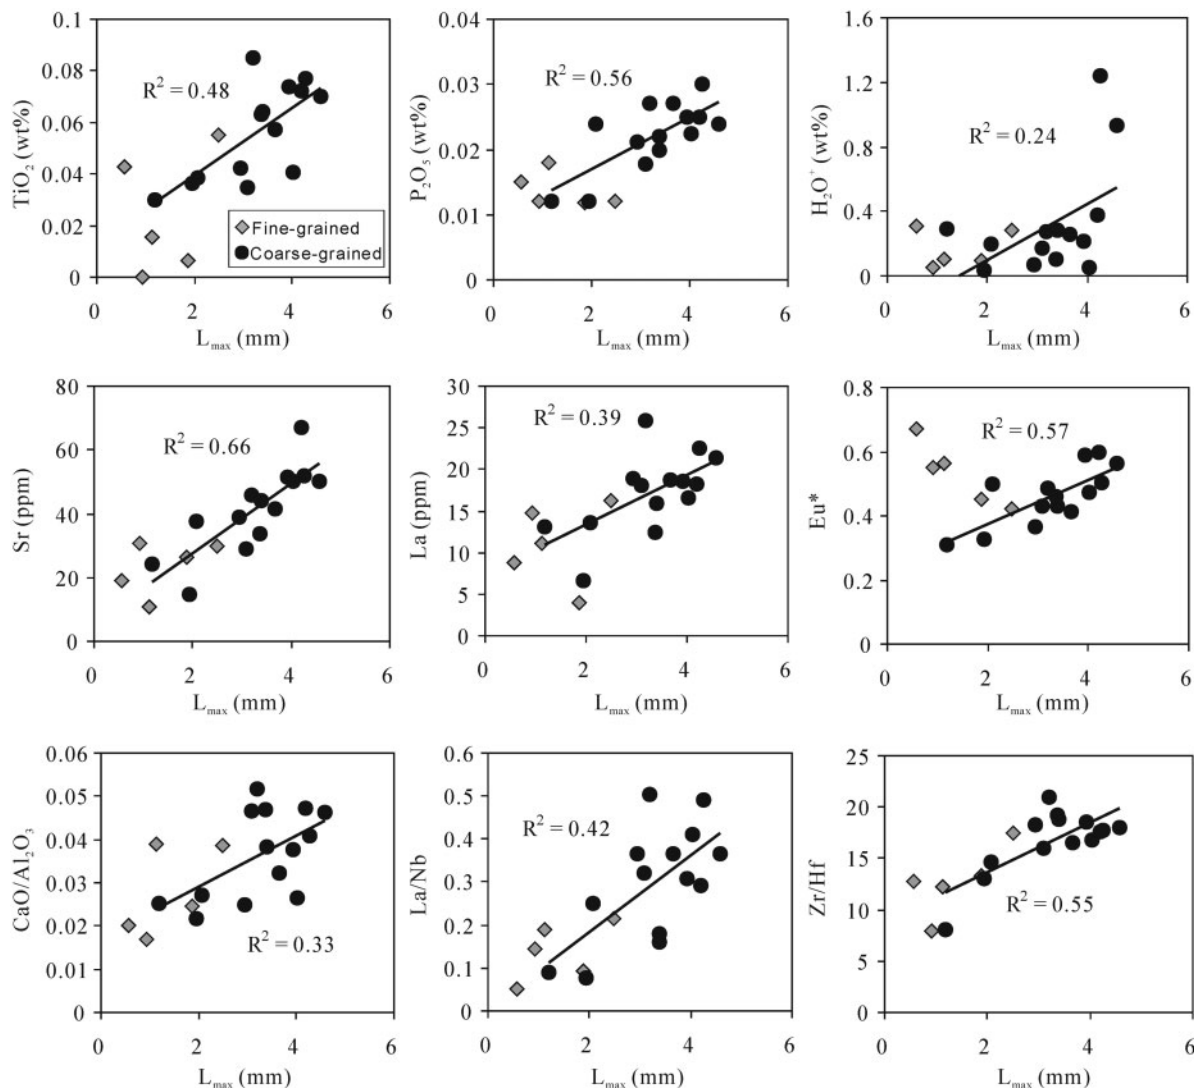 0.1
0.08
0.06
0.04
0.02
0
TiO₂ (wt%)
R² = 0.48
Fine-grained
Coarse-grained
0 2 4 6
Lmax (mm)
0.04
0.03
0.02
0.01
0.00
P₂O₅ (wt%)
R² = 0.56
0 2 4 6
Lmax (mm)
1.6
1.2
0.8
0.4
0
H₂O⁺ (wt%)
R² = 0.24
0 2 4 6
Lmax (mm)
80
60
40
20
0
Sr (ppm)
R² = 0.66
0 2 4 6
Lmax (mm)
30
25
20
15
10
5
0
La (ppm)
R² = 0.39
0 2 4 6
Lmax (mm)
0.8
0.6
0.4
0.2
0
Eu*
R² = 0.57
0 2 4 6
Lmax (mm)
0.06
0.05
0.04
0.03
0.02
0.01
0
CaO/Al₂O₃
R² = 0.33
0 2 4 6
Lmax (mm)
0.6
0.5
0.4
0.3
0.2
0.1
0
La/Nb
R² = 0.42
0 2 4 6
Lmax (mm)
25
20
15
10
5
0
Zr/Hf
R² = 0.55
0 2 4 6
Lmax (mm)